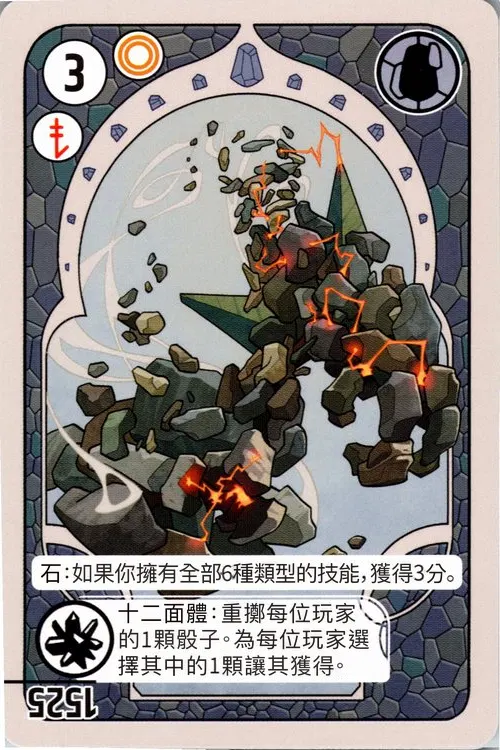 3
石：如果你擁有全部6種類型的技能，獲得3分。
十二面體：重擲每位玩家
的1顆骰子。為每位玩家選
擇其中的1顆讓其獲得。
1525